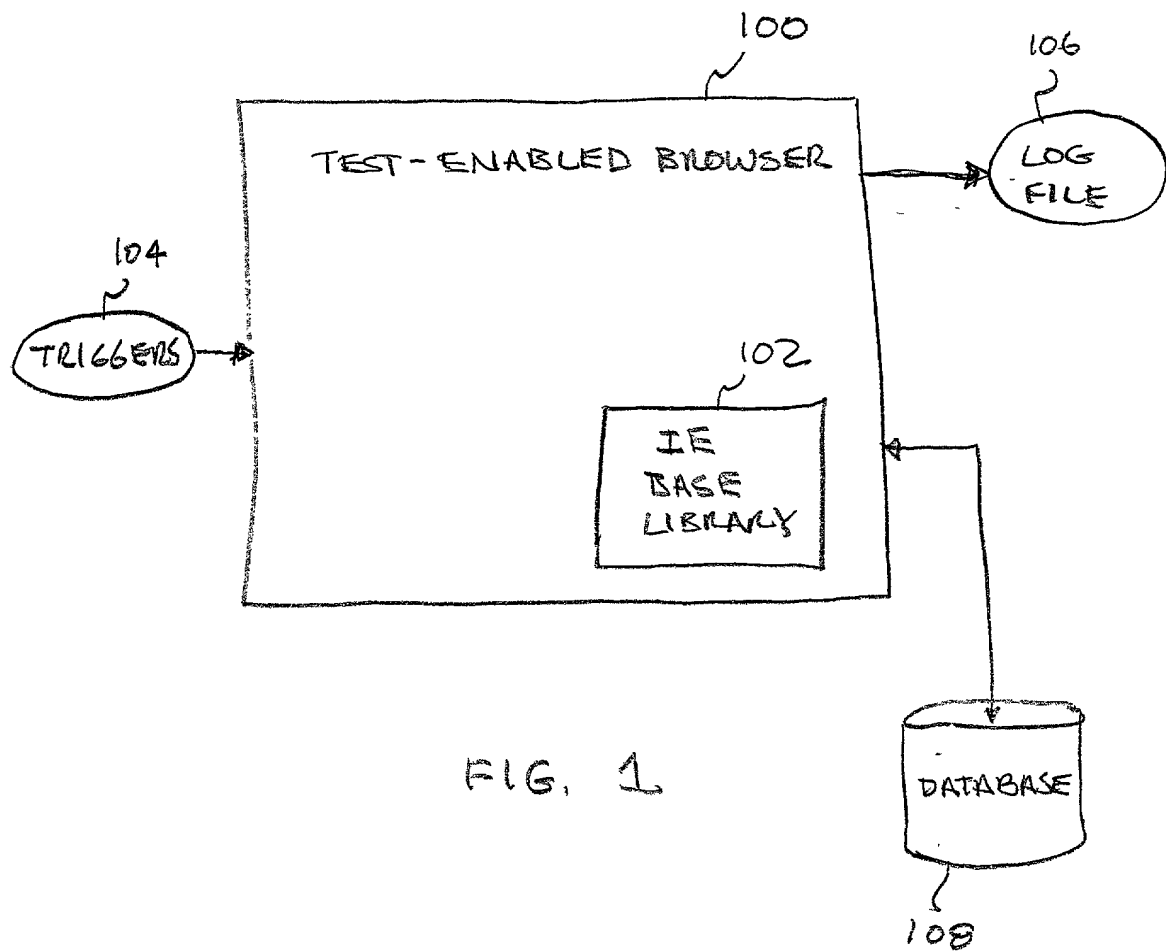 100
106
TEST-ENABLED BROWSER
LOG
FILE
104
TRIGGERS
102
IE
BASE
LIBRARY
FIG. 1
DATABASE
108